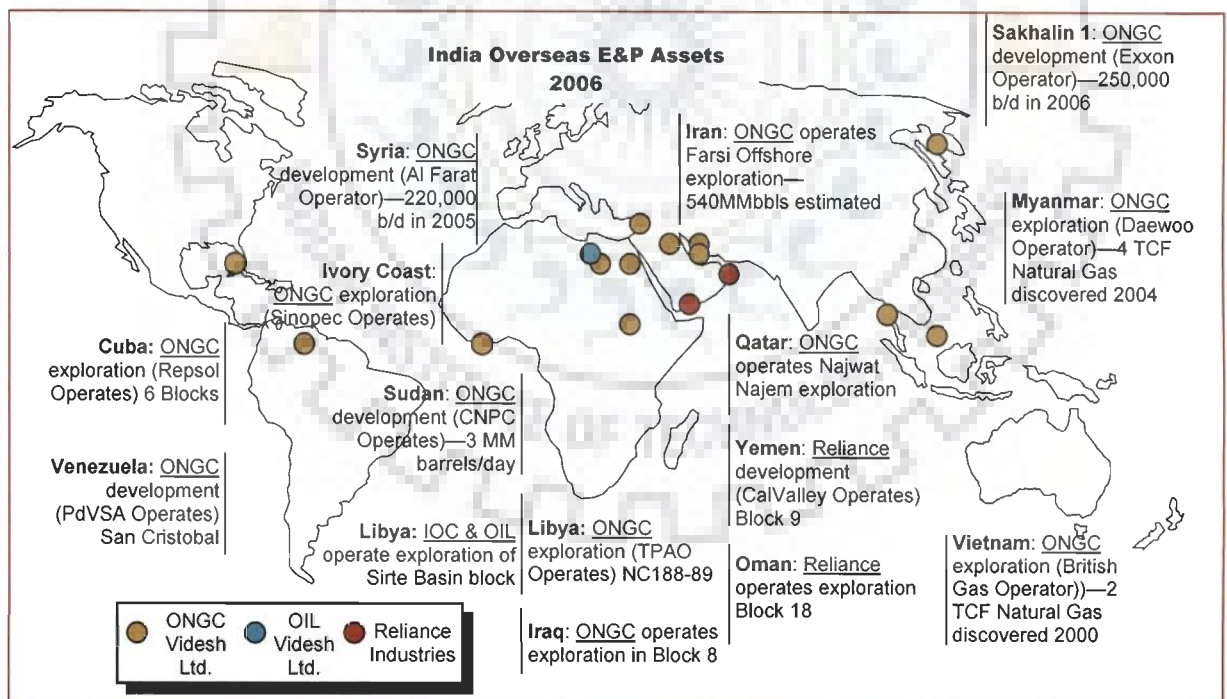 India Overseas E&P Assets
2006
Sakhalin 1: ONGC
development (Exxon
Operator)—250,000
b/d in 2006
Syria: ONGC
development (Al Farat
Operator)—220,000
b/d in 2005
Iran: ONGC operates
Farsi Offshore
exploration—
540MMbbls estimated
Myanmar: ONGC
exploration (Daewoo
Operator)—4 TCF
Natural Gas
discovered 2004
Ivory Coast:
ONGC exploration
(Sinopec Operates)
Cuba: ONGC
exploration (Repsol
Operates) 6 Blocks
Sudan: ONGC
development (CNPC
Operates)—3 MM
barrels/day
Qatar: ONGC
operates Najwat
Najem exploration
Venezuela: ONGC
development
(PdVSA Operates)
San Cristobal
Yemen: Reliance
development
(CalValley Operates)
Block 9
Libya: IOC & OIL
operate exploration of
Sirte Basin block
Libya: ONGC
exploration (TPAO
Operates) NC188-89
Oman: Reliance
operates exploration
Block 18
Vietnam: ONGC
exploration (British
Gas Operator))—2
TCF Natural Gas
discovered 2000
Iraq: ONGC operates
exploration in Block 8
ONGC
Videsh
Ltd.
OIL
Videsh
Ltd.
Reliance
Industries